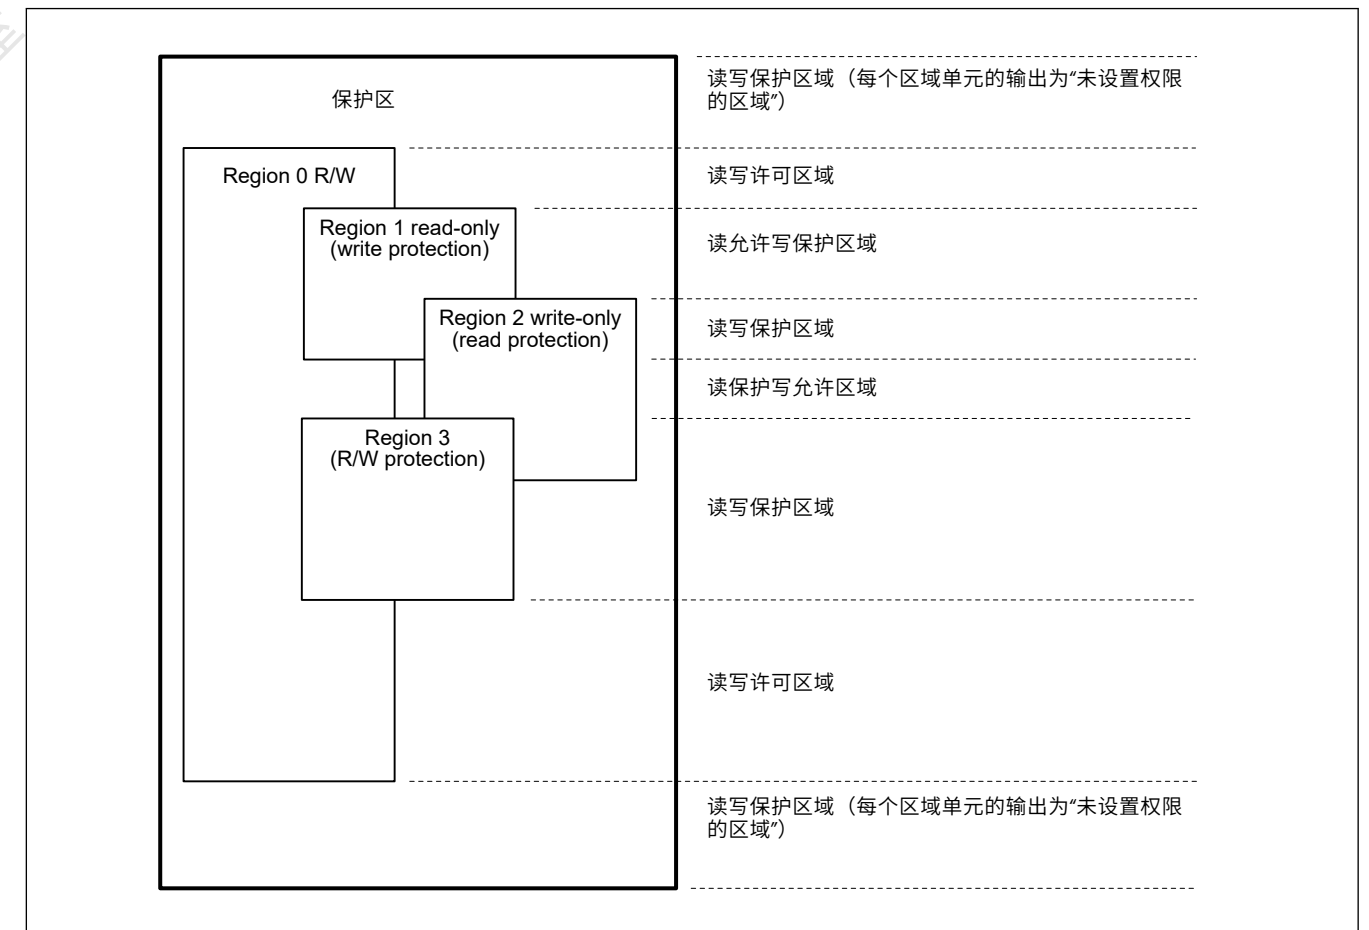 保护区
读写保护区域（每个区域单元的输出为“未设置权限
的区域”）
Region 0 R/W
读写许可区域
Region 1 read-only
(write protection)
读允许写保护区域
Region 2 write-only
(read protection)
读写保护区域
读保护写允许区域
Region 3
(R/W protection)
读写保护区域
读写许可区域
读写保护区域（每个区域单元的输出为“未设置权限
的区域”）